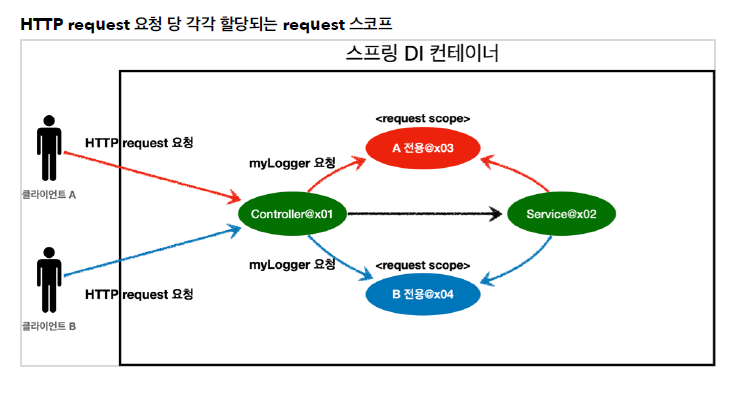 HTTP request 요청 당 각각 할당되는 request 스코프
스프링 DI 컨테이너
<request scope>
HTTP request 요청
A 전용@x03
myLogger 요청
클라이언트 A
Controller@x01
Service@x02
myLogger 요청
<request scope>
HTTP request 요청
B 전용@x04
클라이언트 B